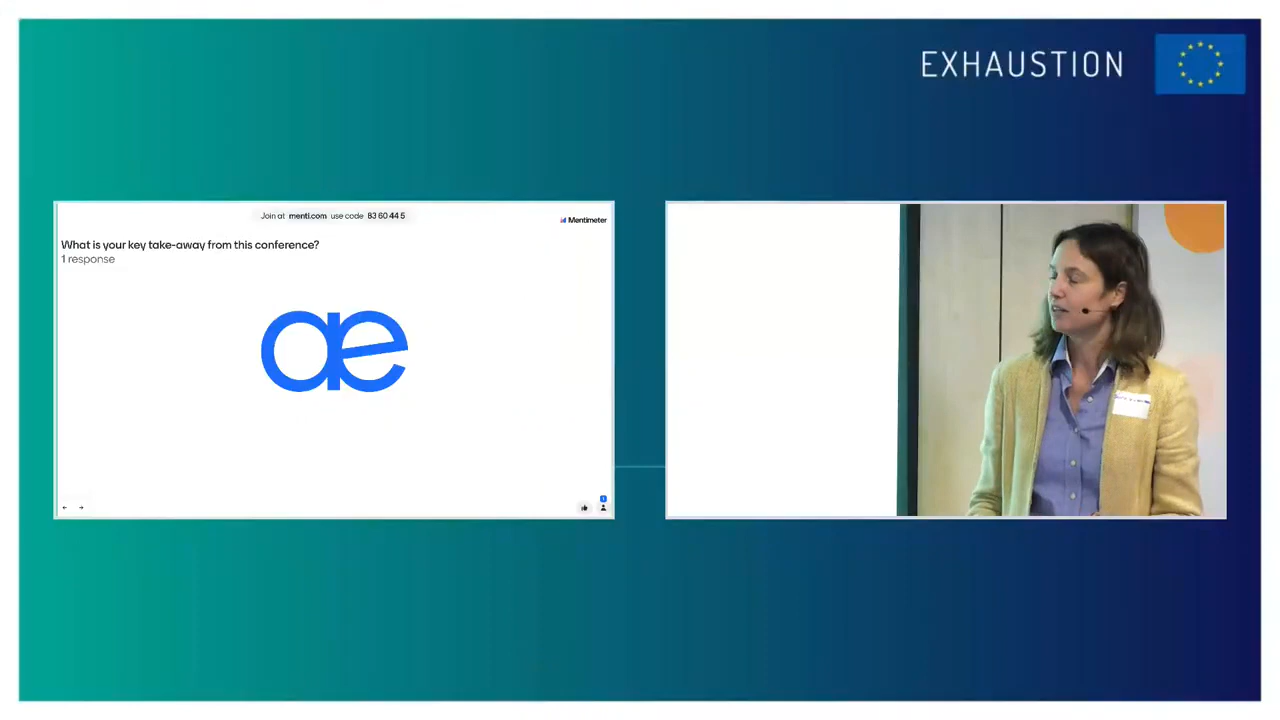 EXHAUSTION
Join at menti.com use code 83 60 44 5
Mentimeter
What is your key take-away from this conference?
1 response
æ
1